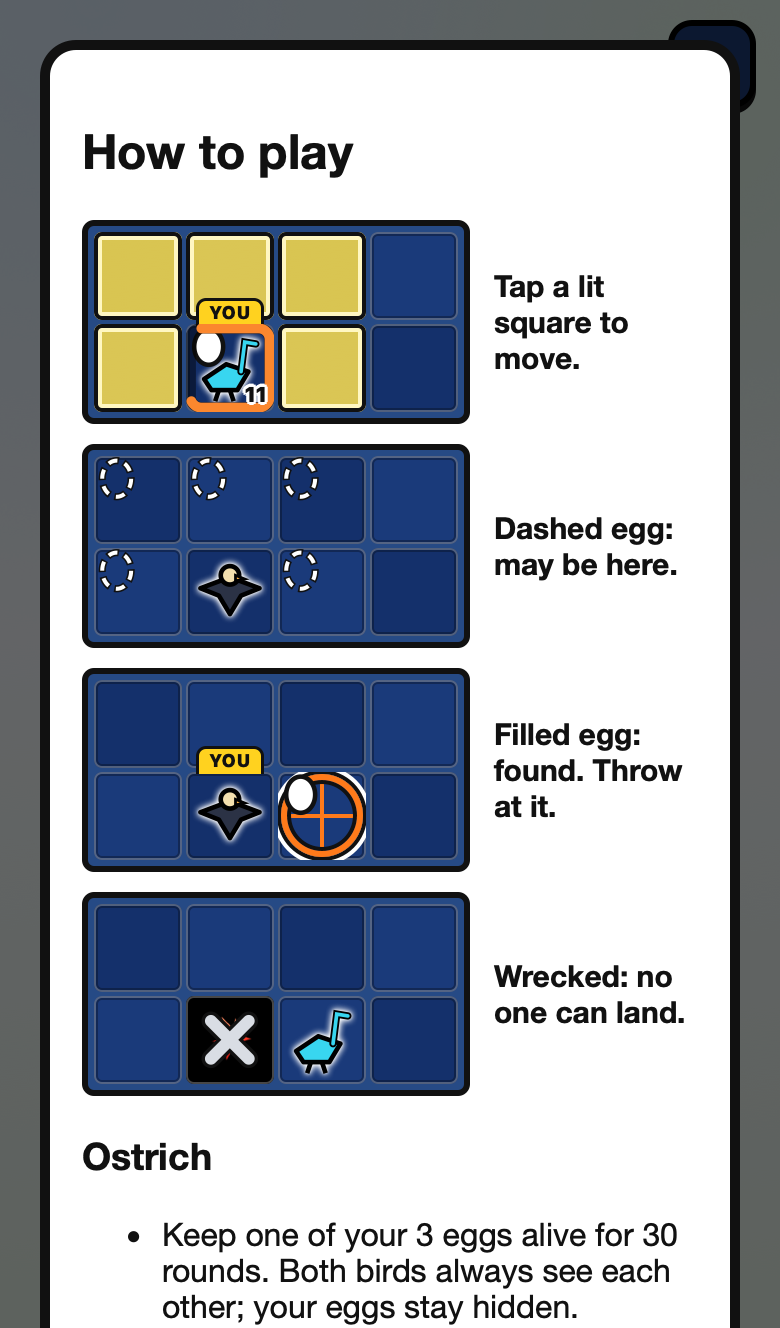 How to play
YOU
11
Tap a lit
square to
move.
Dashed egg:
may be here.
YOU
Filled egg:
found. Throw
at it.
Wrecked: no
one can land.
Ostrich
• Keep one of your 3 eggs alive for 30
rounds. Both birds always see each
other; your eggs stay hidden.